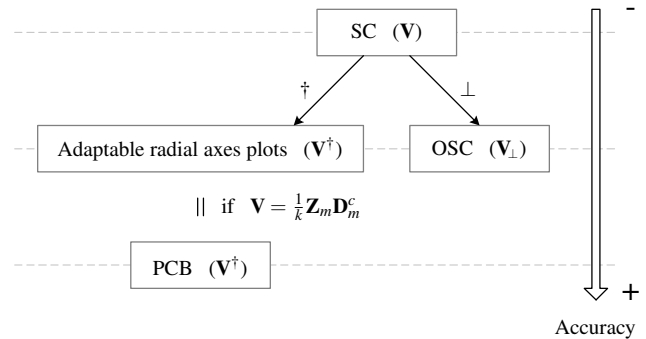 SC (V)
-
† ⊥
Adaptable radial axes plots (V†) OSC (V⊥)
|| if V = 1/k Z_m D_m^c
PCB (V†)
+
Accuracy